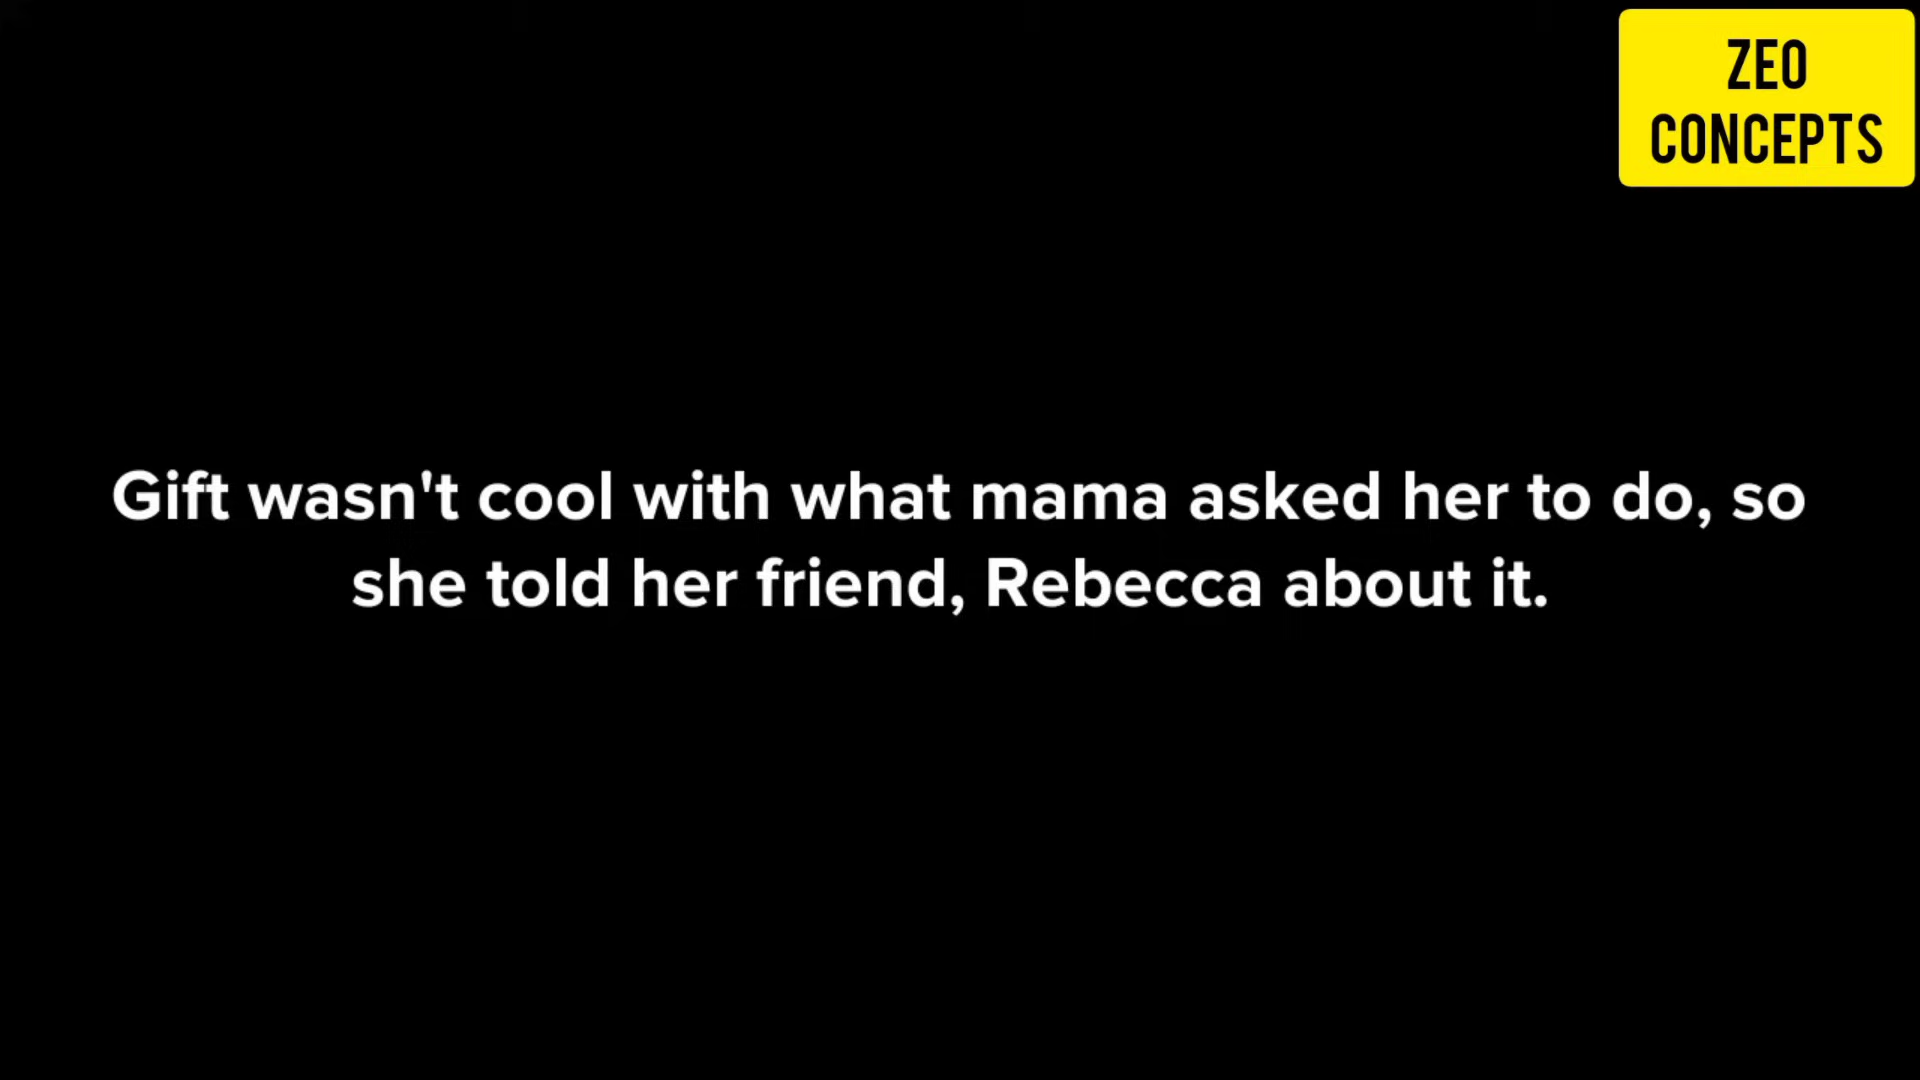 ZEO
CONCEPTS
Gift wasn't cool with what mama asked her to do, so
she told her friend, Rebecca about it.